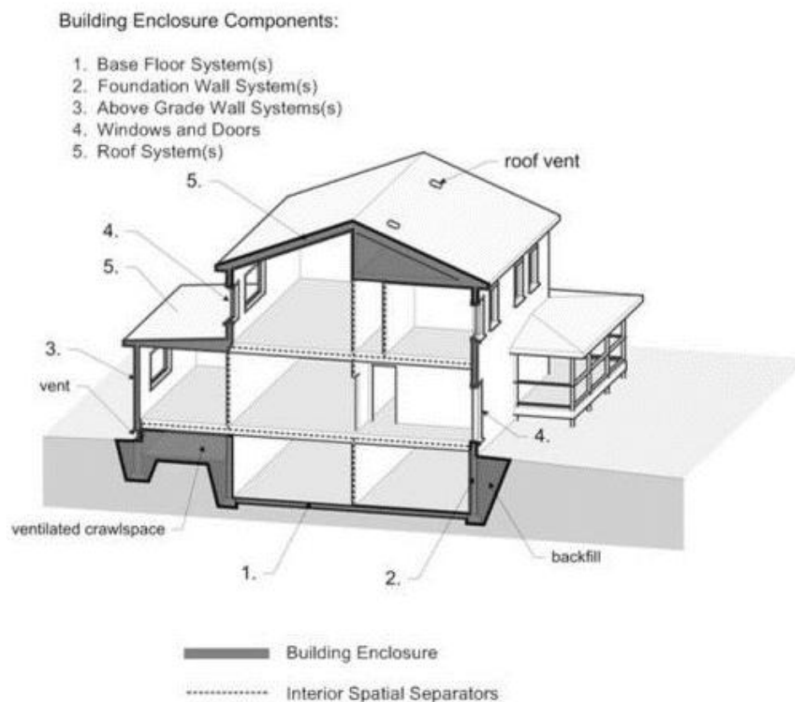 Building Enclosure Components:
1. Base Floor System(s)
2. Foundation Wall System(s)
3. Above Grade Wall Systems(s)
4. Windows and Doors
5. Roof System(s)
roof vent
5.
4.
5.
3.
vent
4.
ventilated crawlspace
backfill
1.
2.
Building Enclosure
Interior Spatial Separators